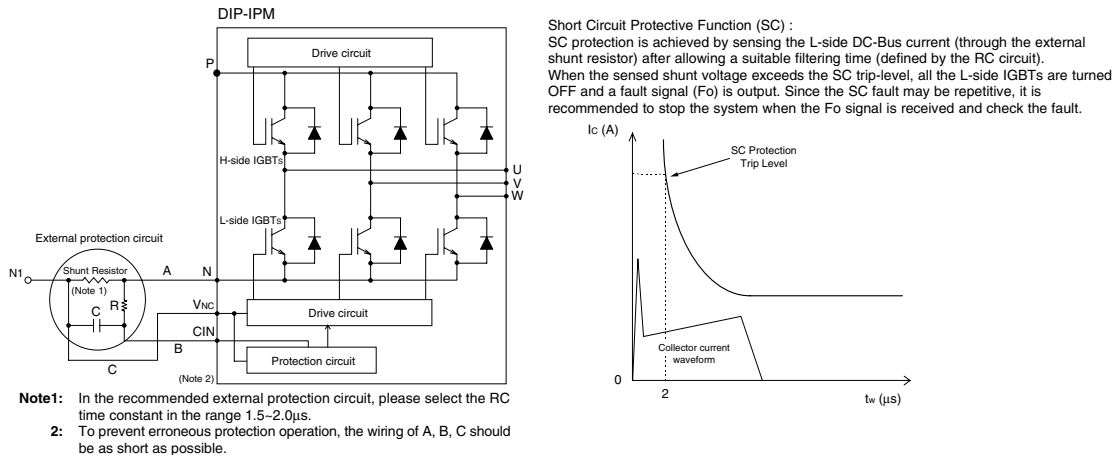 DIP-IPM
Drive circuit
P
H-side IGBTs
U
V
W
L-side IGBTs
External protection circuit
N1
Shunt Resistor
A
N
(Note 1)
R
C
VNC
Drive circuit
CIN
B
C
Protection circuit
(Note 2)
Note1: In the recommended external protection circuit, please select the RC
time constant in the range 1.5~2.0µs.
2: To prevent erroneous protection operation, the wiring of A, B, C should
be as short as possible.
Short Circuit Protective Function (SC) :
SC protection is achieved by sensing the L-side DC-Bus current (through the external
shunt resistor) after allowing a suitable filtering time (defined by the RC circuit).
When the sensed shunt voltage exceeds the SC trip-level, all the L-side IGBTs are turned
OFF and a fault signal (Fo) is output. Since the SC fault may be repetitive, it is
recommended to stop the system when the Fo signal is received and check the fault.
IC (A)
SC Protection
Trip Level
Collector current
waveform
0
2
tw (µs)